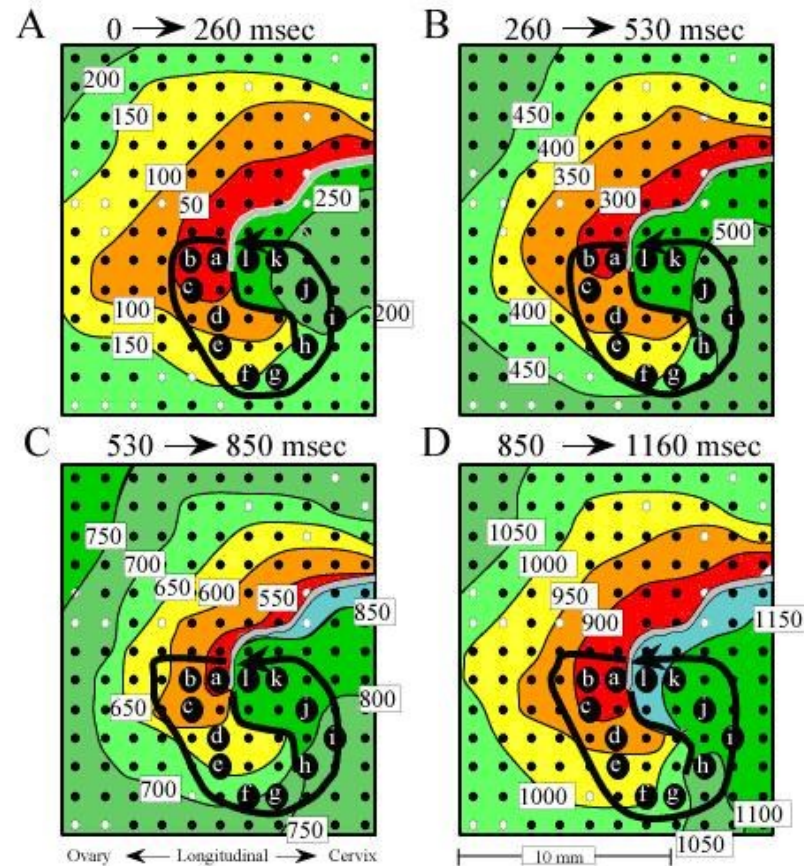 A 0 → 260 msec
B 260 → 530 msec
200
150
100
50
250
b a l k
c j
100 d i 200
150 e h
f g
450
400
350
300
500
b a l k
c j
400 d i
e h
450 f g
C 530 → 850 msec
D 850 → 1160 msec
750
700
650 600 550
850
b a l k
c j 800
650 d i
e h
700 f g
750
1050
1000
950
900
1150
b a l k
c j
d i
e h
1000 f g
1100
1050
Ovary ← Longitudinal → Cervix
10 mm